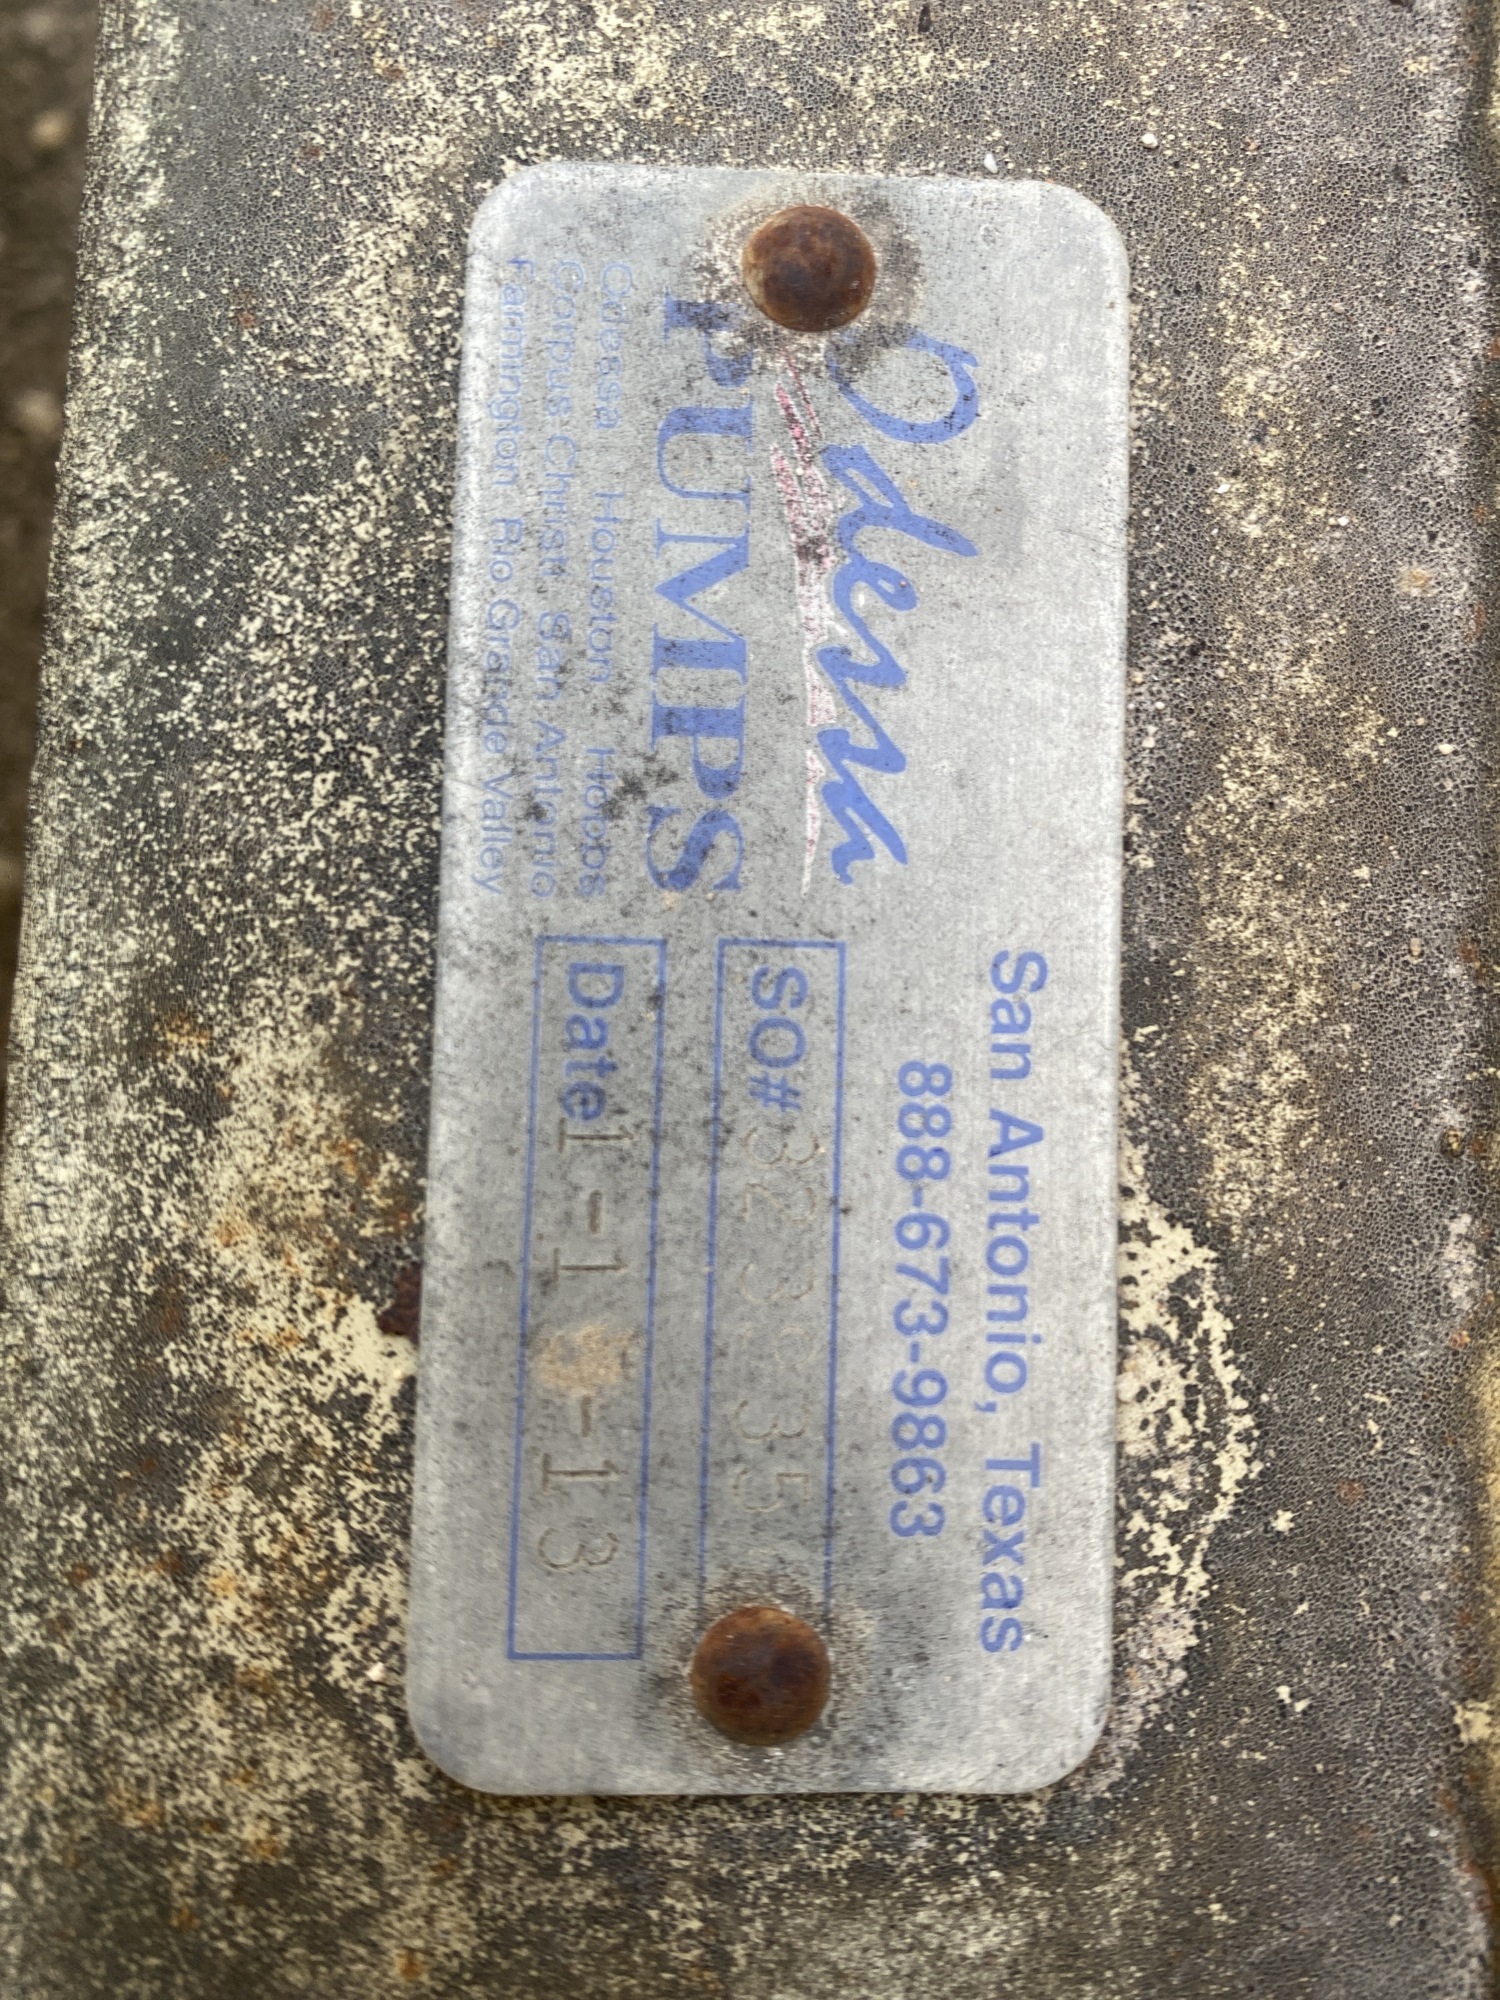 Odessa
PUMPS
Odessa Houston Hobbs
Corpus Christi San Antonio
Farmington Rio Grande Valley
San Antonio, Texas
888-673-9863
SO#
Date